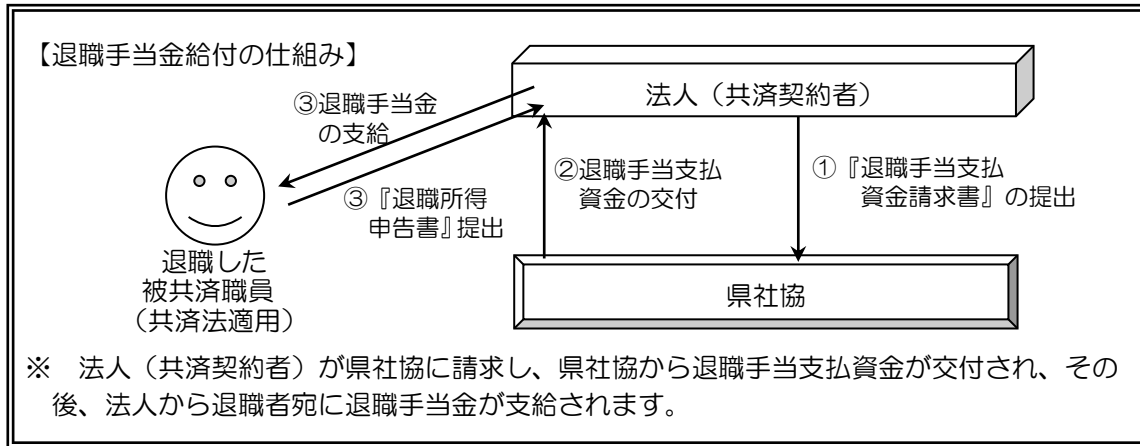 【退職手当金給付の仕組み】
法人（共済契約者）
③退職手当金
の支給
②退職手当支払
資金の交付
①『退職手当支払
資金請求書』の提出
③『退職所得
申告書』提出
退職した
被共済職員
（共済法適用）
県社協
※　法人（共済契約者）が県社協に請求し、県社協から退職手当支払資金が交付され、その
後、法人から退職者宛に退職手当金が支給されます。